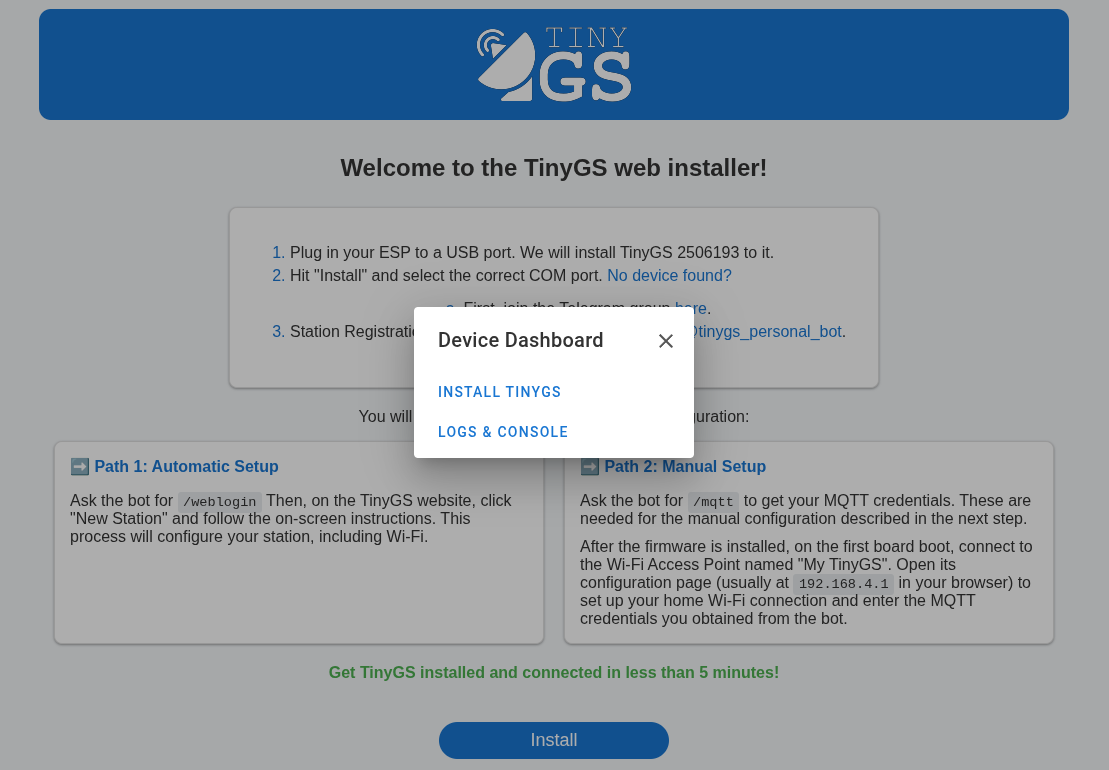 TINY
GS
Welcome to the TinyGS web installer!
1. Plug in your ESP to a USB port. We will install TinyGS 2506193 to it.
2. Hit "Install" and select the correct COM port. No device found?
a. First, join the Telegram group here.
3. Station Registratio @tinygs_personal_bot.
Device Dashboard
INSTALL TINYGS
LOGS & CONSOLE
You will uration:
➡️ Path 1: Automatic Setup
Ask the bot for /weblogin Then, on the TinyGS website, click
"New Station" and follow the on-screen instructions. This
process will configure your station, including Wi-Fi.
➡️ Path 2: Manual Setup
Ask the bot for /mqtt to get your MQTT credentials. These are
needed for the manual configuration described in the next step.
After the firmware is installed, on the first board boot, connect to
the Wi-Fi Access Point named "My TinyGS". Open its
configuration page (usually at 192.168.4.1 in your browser) to
set up your home Wi-Fi connection and enter the MQTT
credentials you obtained from the bot.
Get TinyGS installed and connected in less than 5 minutes!
Install